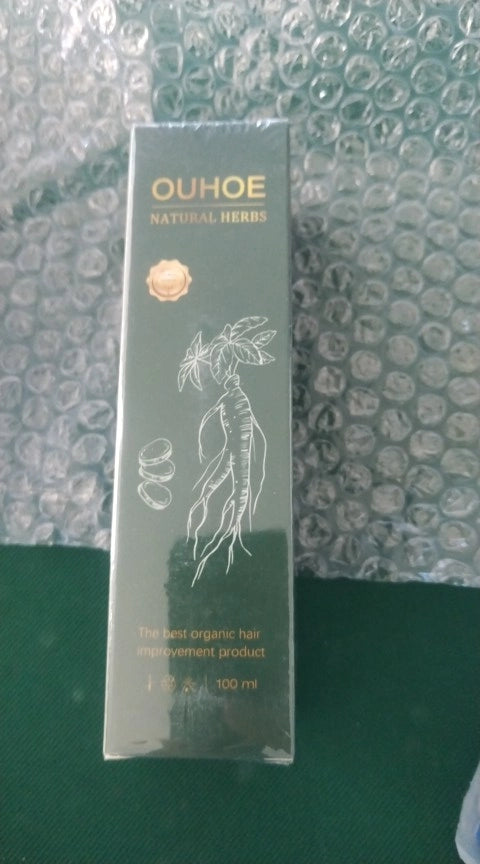 OUHOE
NATURAL HERBS
The best organic hair
improvement product
100 ml